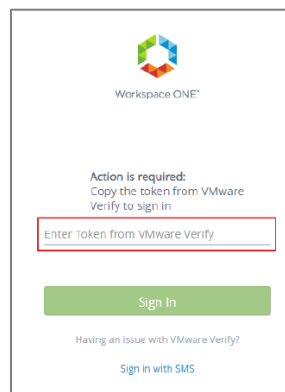 Workspace ONE™
Action is required:
Copy the token from VMware
Verify to sign in
Enter Token from VMware Verify
Sign In
Having an issue with VMware Verify?
Sign in with SMS